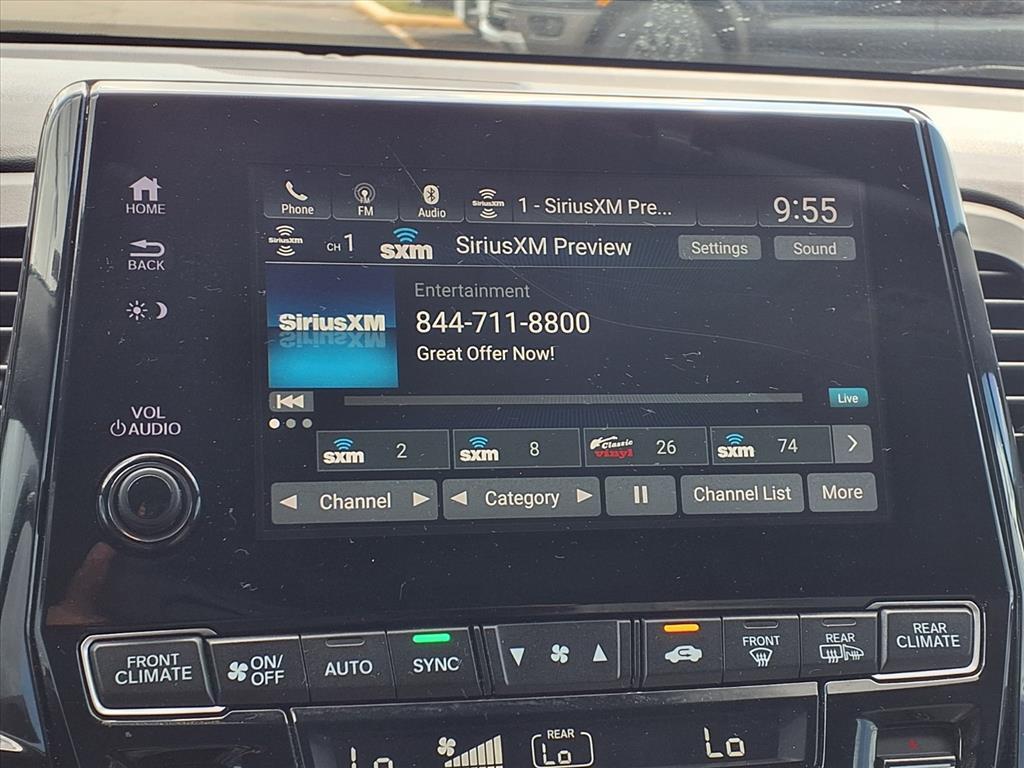 HOME
BACK
VOL
AUDIO
Phone FM Audio SiriusXM 1 - SiriusXM Pre... 9:55
SiriusXM CH 1 sxm SiriusXM Preview Settings Sound
SiriusXM
Entertainment
844-711-8800
Great Offer Now!
Live
sxm 2 sxm 8 Classic vinyl 26 sxm 74
Channel Category Channel List More
FRONT CLIMATE
ON/OFF
AUTO
SYNC
FRONT
REAR
REAR CLIMATE
Lo
REAR
Lo
Lo